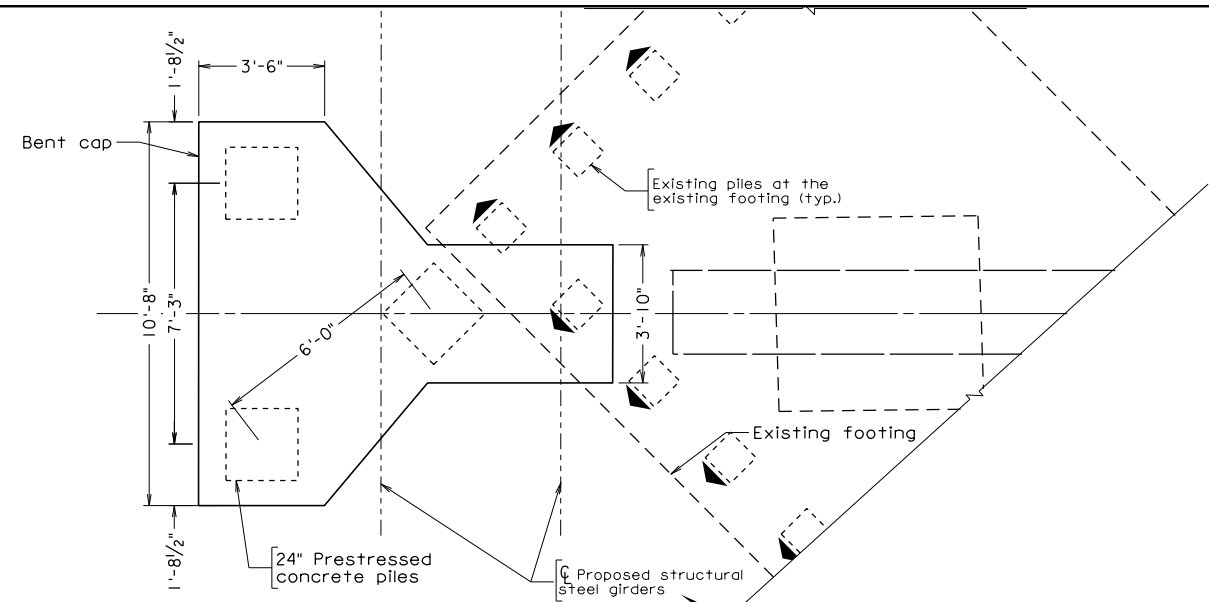 1'-8½"
3'-6"
Bent cap
Existing piles at the
existing footing (typ.)
10'-8"
7'-3"
6'-0"
3'-10"
Existing footing
1'-8½"
24" Prestressed
concrete piles
℄ Proposed structural
steel girders